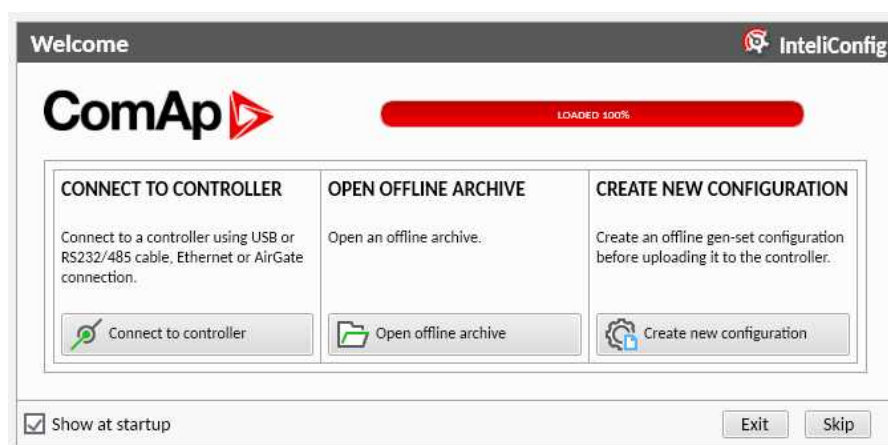 Welcome
InteliConfig
ComAp
LOADED 100%
CONNECT TO CONTROLLER
Connect to a controller using USB or
RS232/485 cable, Ethernet or AirGate
connection.
Connect to controller
OPEN OFFLINE ARCHIVE
Open an offline archive.
Open offline archive
CREATE NEW CONFIGURATION
Create an offline gen-set configuration
before uploading it to the controller.
Create new configuration
Show at startup
Exit
Skip